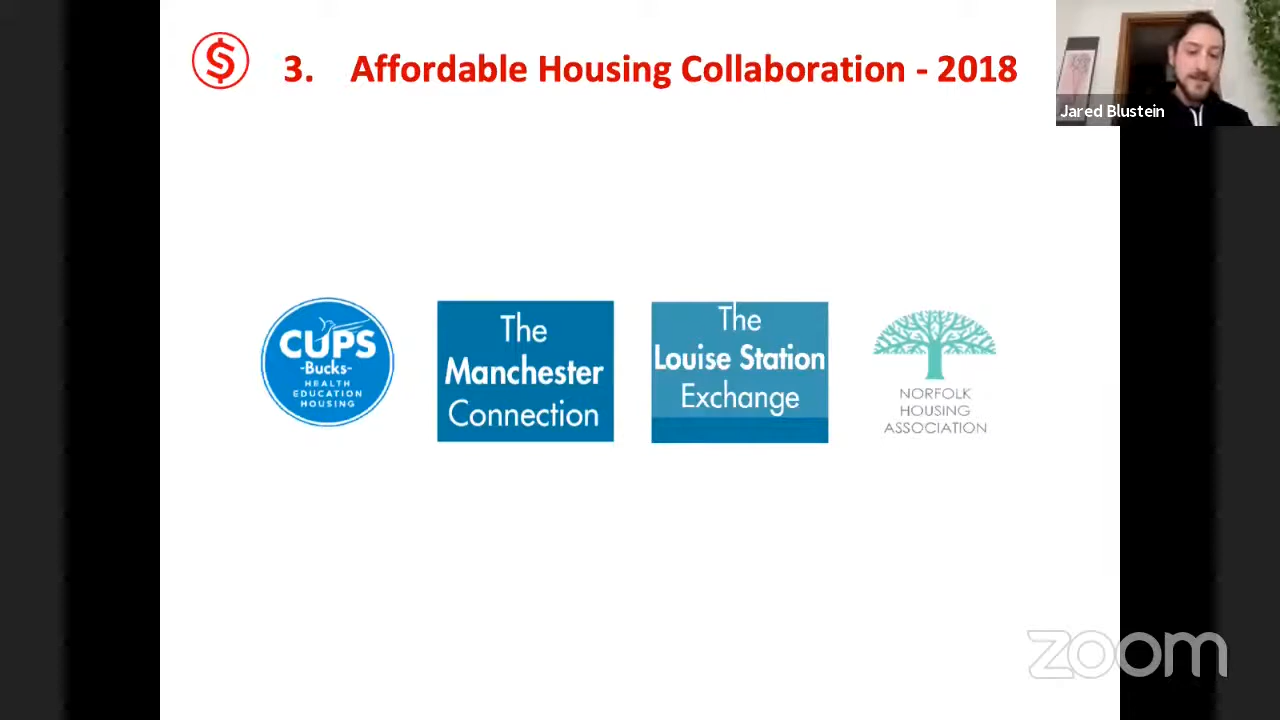 $
3. Affordable Housing Collaboration - 2018
Jared Blustein
CUPS
-Bucks-
HEALTH
EDUCATION
HOUSING
The
Manchester
Connection
The
Louise Station
Exchange
NORFOLK
HOUSING
ASSOCIATION
zoom